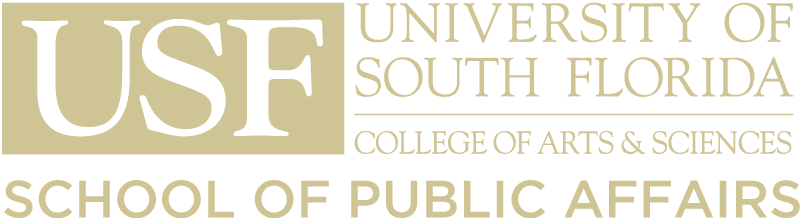 USF
UNIVERSITY OF
SOUTH FLORIDA
COLLEGE OF ARTS & SCIENCES
SCHOOL OF PUBLIC AFFAIRS